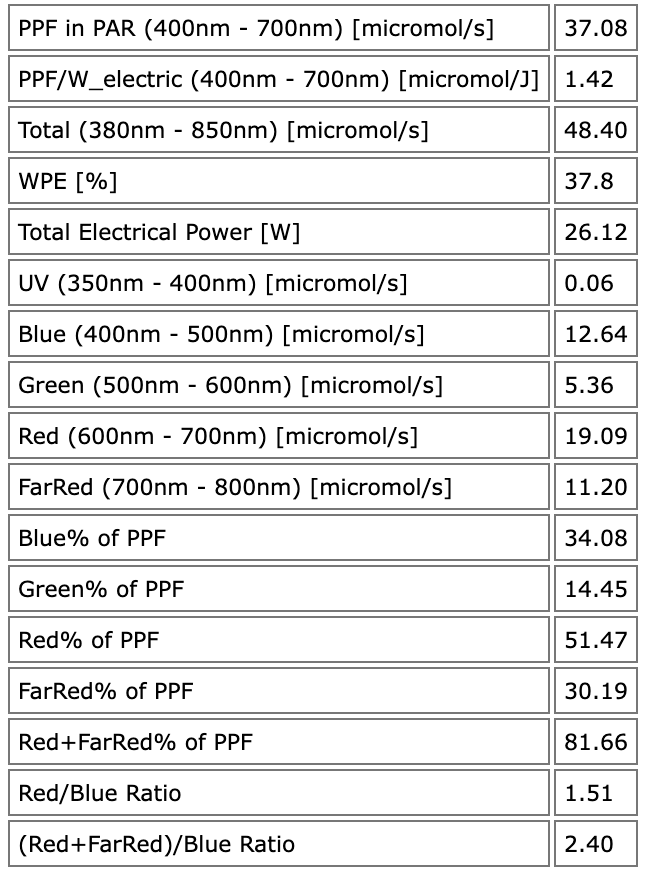 PPF in PAR (400nm - 700nm) [micromol/s] 37.08
PPF/W_electric (400nm - 700nm) [micromol/J] 1.42
Total (380nm - 850nm) [micromol/s] 48.40
WPE [%] 37.8
Total Electrical Power [W] 26.12
UV (350nm - 400nm) [micromol/s] 0.06
Blue (400nm - 500nm) [micromol/s] 12.64
Green (500nm - 600nm) [micromol/s] 5.36
Red (600nm - 700nm) [micromol/s] 19.09
FarRed (700nm - 800nm) [micromol/s] 11.20
Blue% of PPF 34.08
Green% of PPF 14.45
Red% of PPF 51.47
FarRed% of PPF 30.19
Red+FarRed% of PPF 81.66
Red/Blue Ratio 1.51
(Red+FarRed)/Blue Ratio 2.40